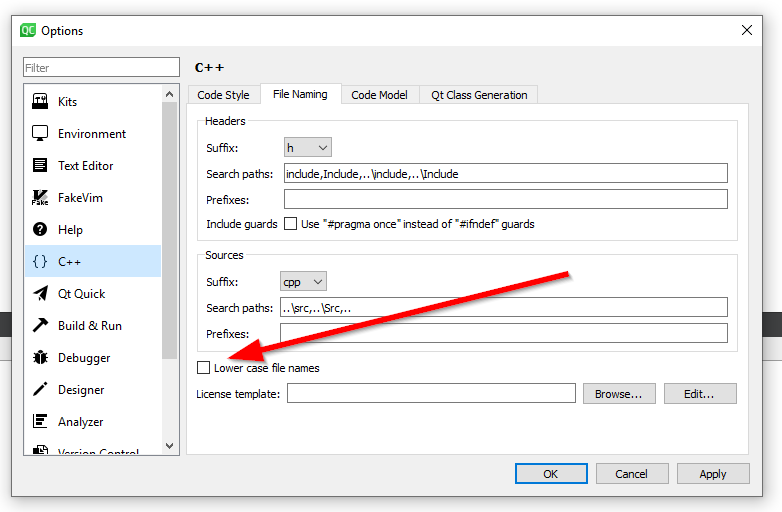 QC Options
Filter
Kits
Environment
Text Editor
Fake FakeVim
Help
{} C++
Qt Quick
Build & Run
Debugger
Designer
Analyzer
Version Control
C++
Code Style File Naming Code Model Qt Class Generation
Headers
Suffix: h
Search paths: include,Include,..\include,..\Include
Prefixes:
Include guards Use "#pragma once" instead of "#ifndef" guards
Sources
Suffix: cpp
Search paths: ..\src,..\Src,..
Prefixes:
Lower case file names
License template: Browse... Edit...
OK Cancel Apply